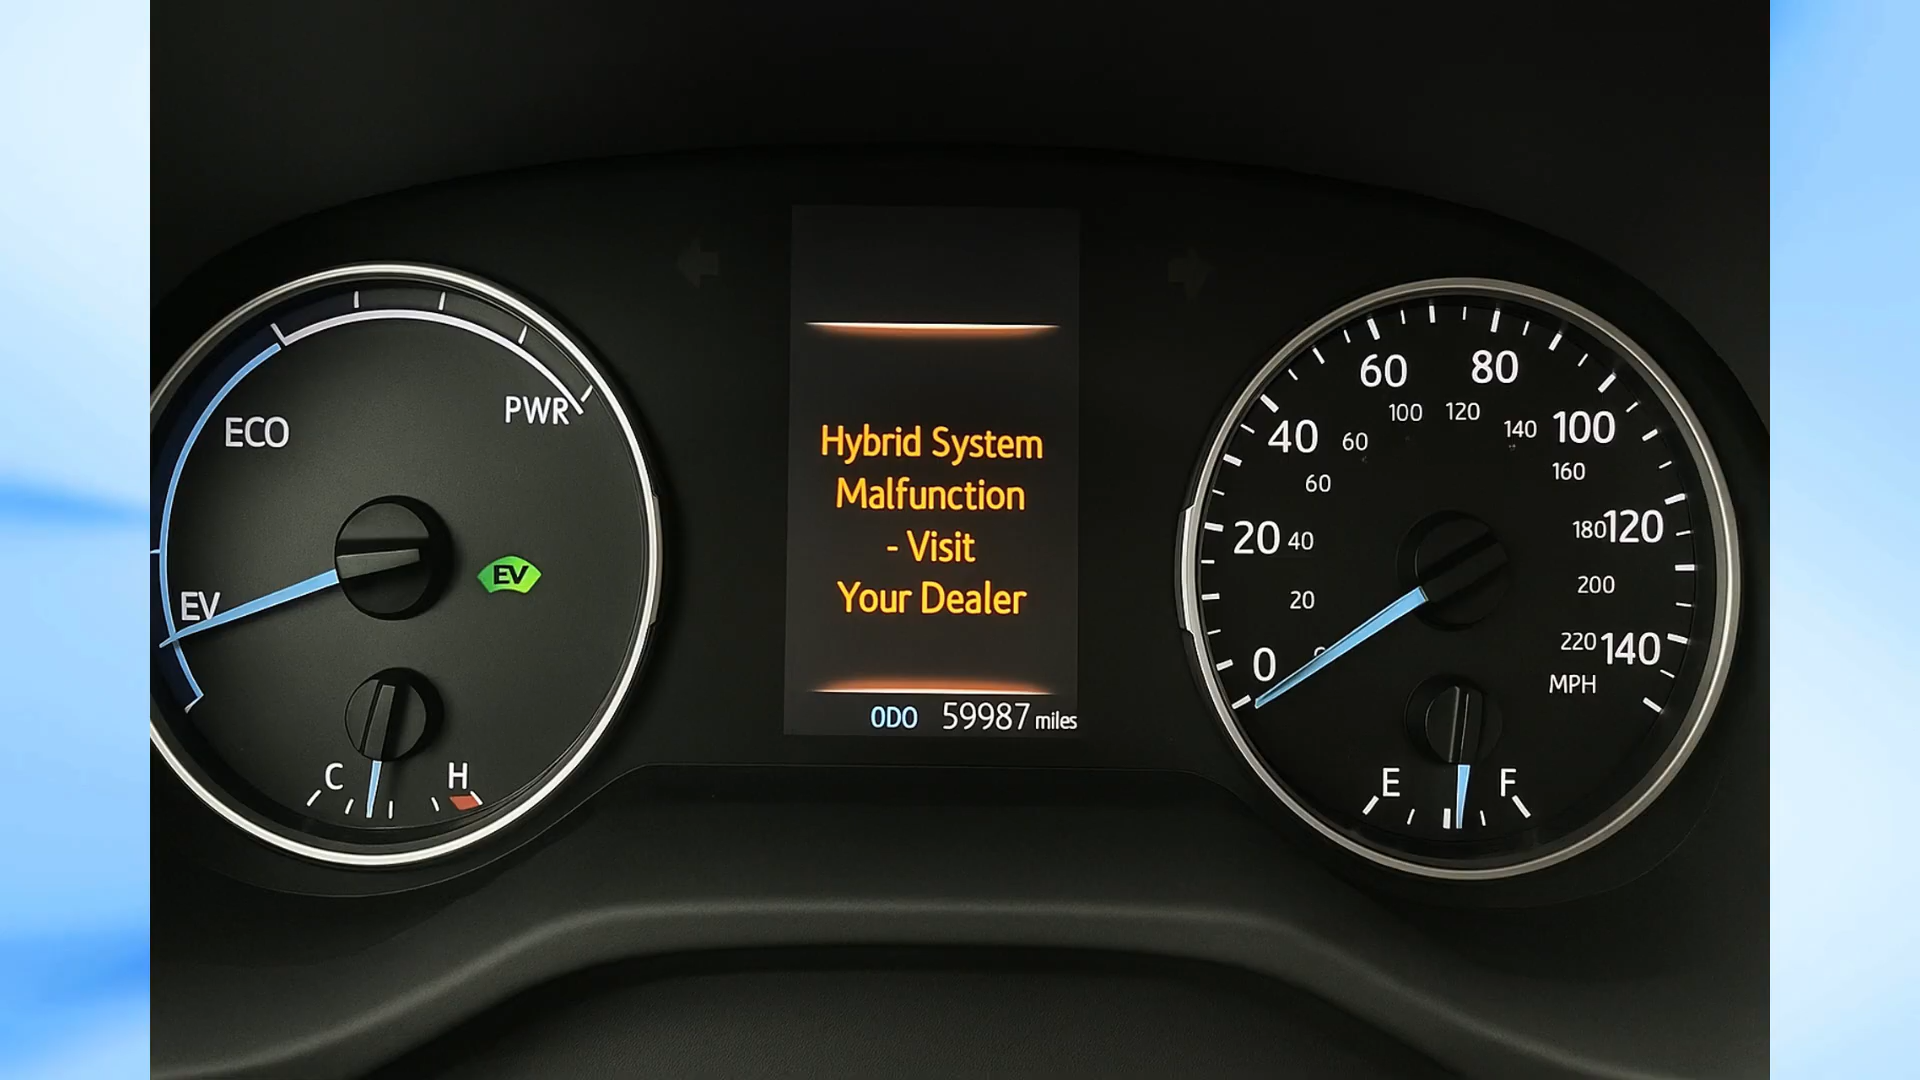 ECO
PWR
EV
EV
C
H
Hybrid System
Malfunction
- Visit
Your Dealer
ODO 59987 miles
0
20
40
60
80
100
120
140
MPH
20
40
60
60
100
120
140
160
180
200
220
E
F